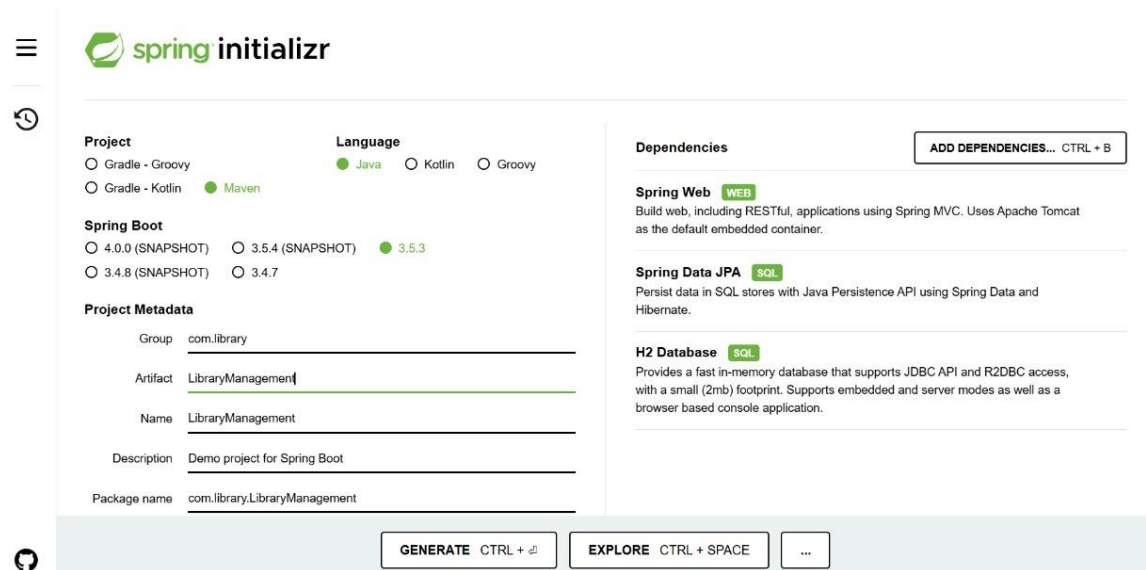 spring initializr
Project
Gradle - Groovy
Gradle - Kotlin Maven
Language
Java Kotlin Groovy
Spring Boot
4.0.0 (SNAPSHOT) 3.5.4 (SNAPSHOT) 3.5.3
3.4.8 (SNAPSHOT) 3.4.7
Project Metadata
Group com.library
Artifact LibraryManagement
Name LibraryManagement
Description Demo project for Spring Boot
Package name com.library.LibraryManagement
Dependencies ADD DEPENDENCIES... CTRL + B
Spring Web WEB
Build web, including RESTful, applications using Spring MVC. Uses Apache Tomcat
as the default embedded container.
Spring Data JPA SQL
Persist data in SQL stores with Java Persistence API using Spring Data and
Hibernate.
H2 Database SQL
Provides a fast in-memory database that supports JDBC API and R2DBC access,
with a small (2mb) footprint. Supports embedded and server modes as well as a
browser based console application.
GENERATE CTRL + ⏎ EXPLORE CTRL + SPACE ...